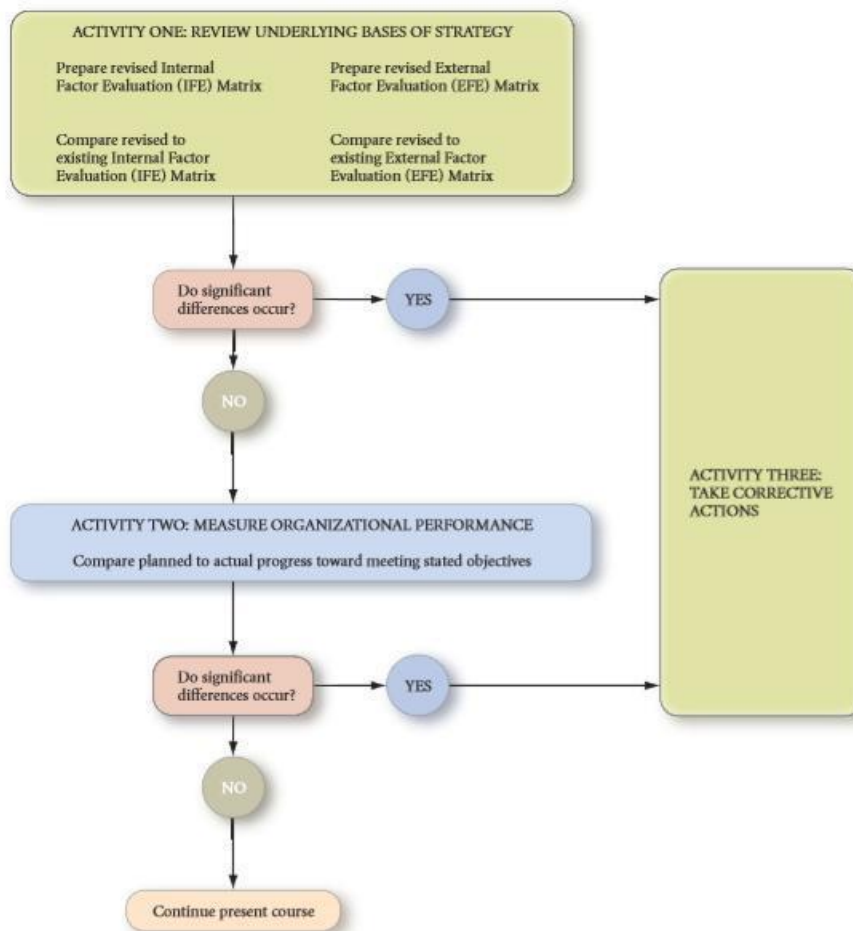 ACTIVITY ONE: REVIEW UNDERLYING BASES OF STRATEGY
Prepare revised Internal
Factor Evaluation (IFE) Matrix
Prepare revised External
Factor Evaluation (EFE) Matrix
Compare revised to
existing Internal Factor
Evaluation (IFE) Matrix
Compare revised to
existing External Factor
Evaluation (EFE) Matrix
Do significant
differences occur?
YES
NO
ACTIVITY THREE:
TAKE CORRECTIVE
ACTIONS
ACTIVITY TWO: MEASURE ORGANIZATIONAL PERFORMANCE
Compare planned to actual progress toward meeting stated objectives
Do significant
differences occur?
YES
NO
Continue present course